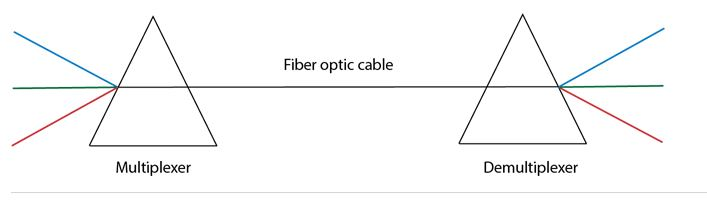 Fiber optic cable
Multiplexer
Demultiplexer